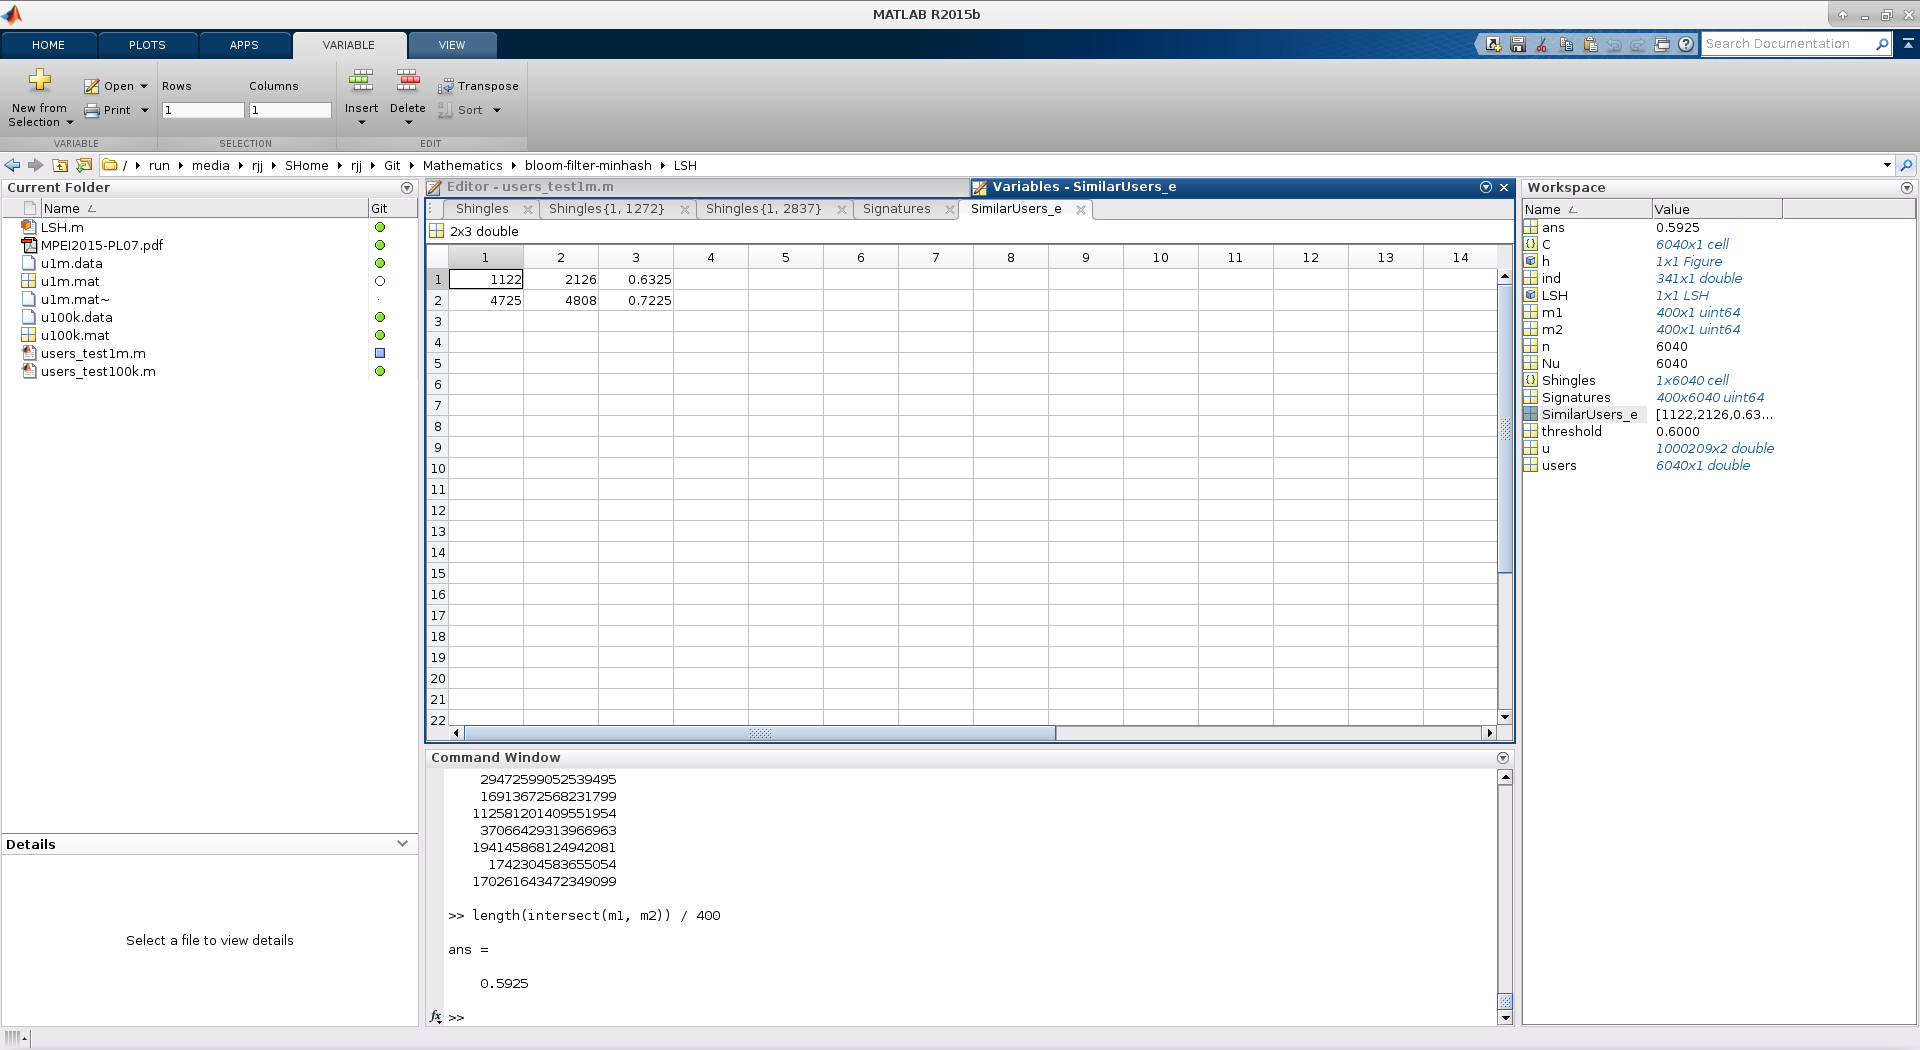 MATLAB R2015b
HOME PLOTS APPS VARIABLE VIEW
Search Documentation
New from Selection
Open
Print
Rows Columns
1 1
Insert
Delete
Transpose
Sort
VARIABLE SELECTION EDIT
/ run media rjj SHome rjj Git Mathematics bloom-filter-minhash LSH
Current Folder
Name Git
LSH.m
MPEI2015-PL07.pdf
u1m.data
u1m.mat
u1m.mat~
u100k.data
u100k.mat
users_test1m.m
users_test100k.m
Details
Select a file to view details
Editor - users_test1m.m
Variables - SimilarUsers_e
Shingles Shingles{1, 1272} Shingles{1, 2837} Signatures SimilarUsers_e
2x3 double
1 2 3 4 5 6 7 8 9 10 11 12 13 14
1 1122 2126 0.6325
2 4725 4808 0.7225
3
4
5
6
7
8
9
10
11
12
13
14
15
16
17
18
19
20
21
22
Command Window
29472599052539495
16913672568231799
112581201409551954
37066429313966963
194145868124942081
1742304583655054
170261643472349099
>> length(intersect(m1, m2)) / 400
ans =
0.5925
fx >>
Workspace
Name Value
ans 0.5925
C 6040x1 cell
h 1x1 Figure
ind 341x1 double
LSH 1x1 LSH
m1 400x1 uint64
m2 400x1 uint64
n 6040
Nu 6040
Shingles 1x6040 cell
Signatures 400x6040 uint64
SimilarUsers_e [1122,2126,0.63...
threshold 0.6000
u 1000209x2 double
users 6040x1 double